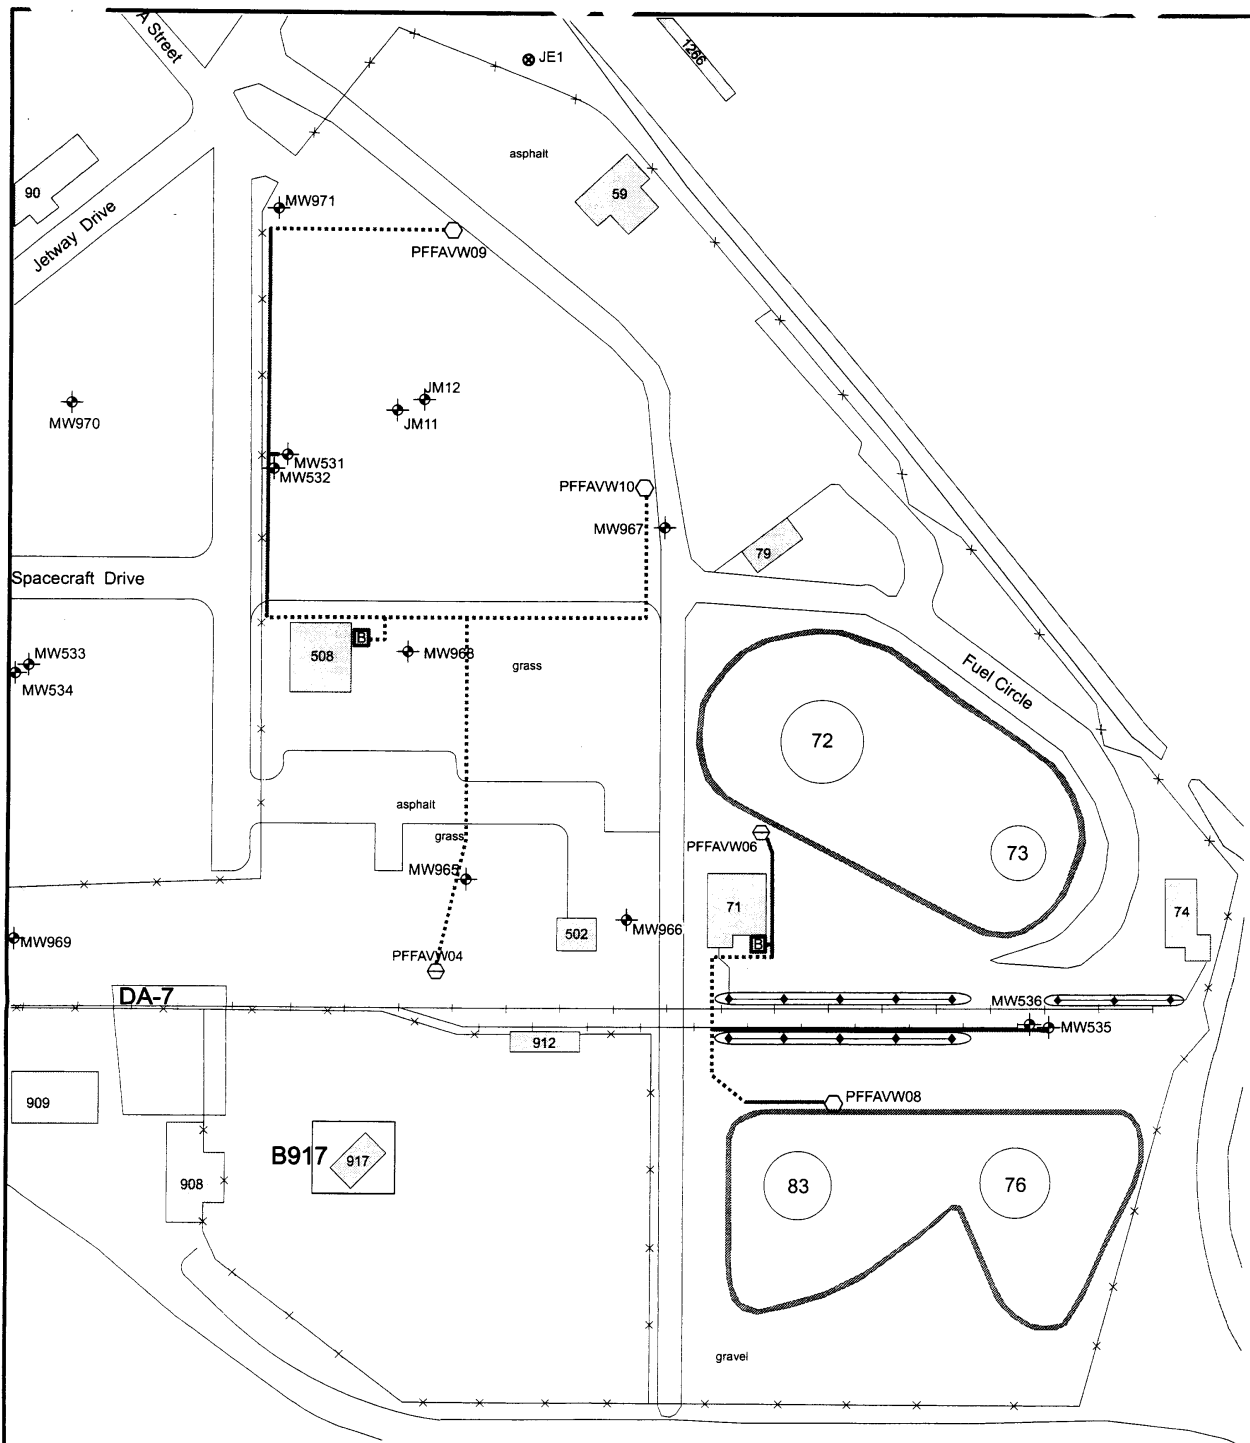 A Street
JE1
1266
asphalt
90
59
MW971
Jetway Drive
PFFAVW09
JM12
JM11
MW970
MW531
MW532
PFFAVW10
MW967
79
Spacecraft Drive
B
508
MW968
grass
MW533
MW534
Fuel Circle
72
asphalt
grass
PFFAVW06
73
MW965
71
74
502
MW966
B
MW969
PFFAVW04
DA-7
MW536
MW535
912
909
PFFAVW08
B917
917
908
83
76
gravel